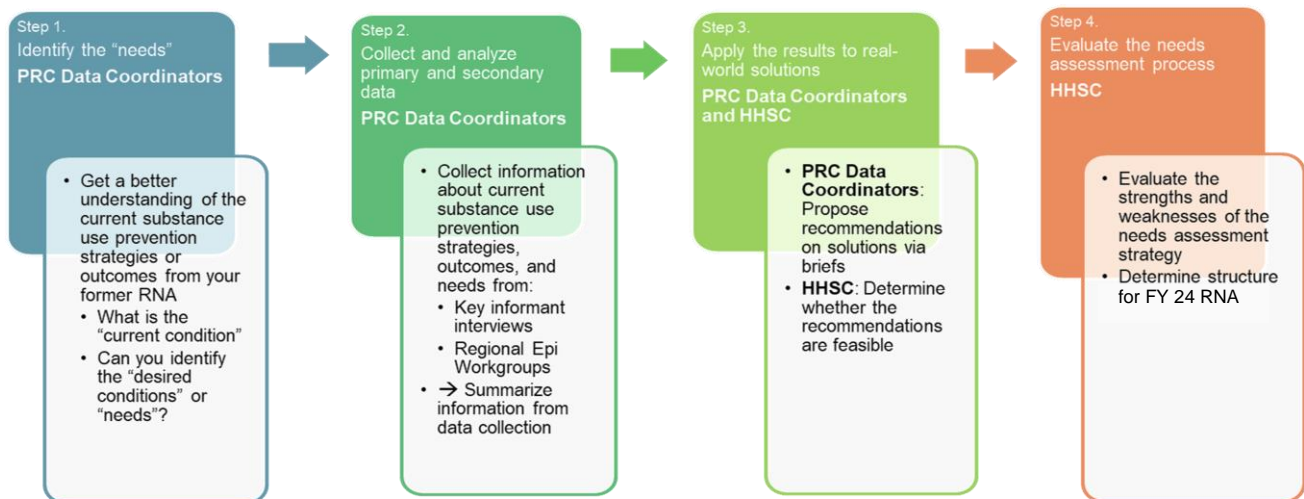 Step 1.
Identify the “needs”
PRC Data Coordinators
• Get a better
understanding of the
current substance
use prevention
strategies or
outcomes from your
former RNA
• What is the
“current condition”
• Can you identify
the “desired
conditions” or
“needs”?
Step 2.
Collect and analyze
primary and secondary
data
PRC Data Coordinators
• Collect information
about current
substance use
prevention
strategies,
outcomes, and
needs from:
• Key informant
interviews
• Regional Epi
Workgroups
• → Summarize
information from
data collection
Step 3.
Apply the results to real-
world solutions
PRC Data Coordinators
and HHSC
• PRC Data
Coordinators:
Propose
recommendations
on solutions via
briefs
• HHSC: Determine
whether the
recommendations
are feasible
Step 4.
Evaluate the needs
assessment process
HHSC
• Evaluate the
strengths and
weaknesses of the
needs assessment
strategy
• Determine structure
for FY 24 RNA